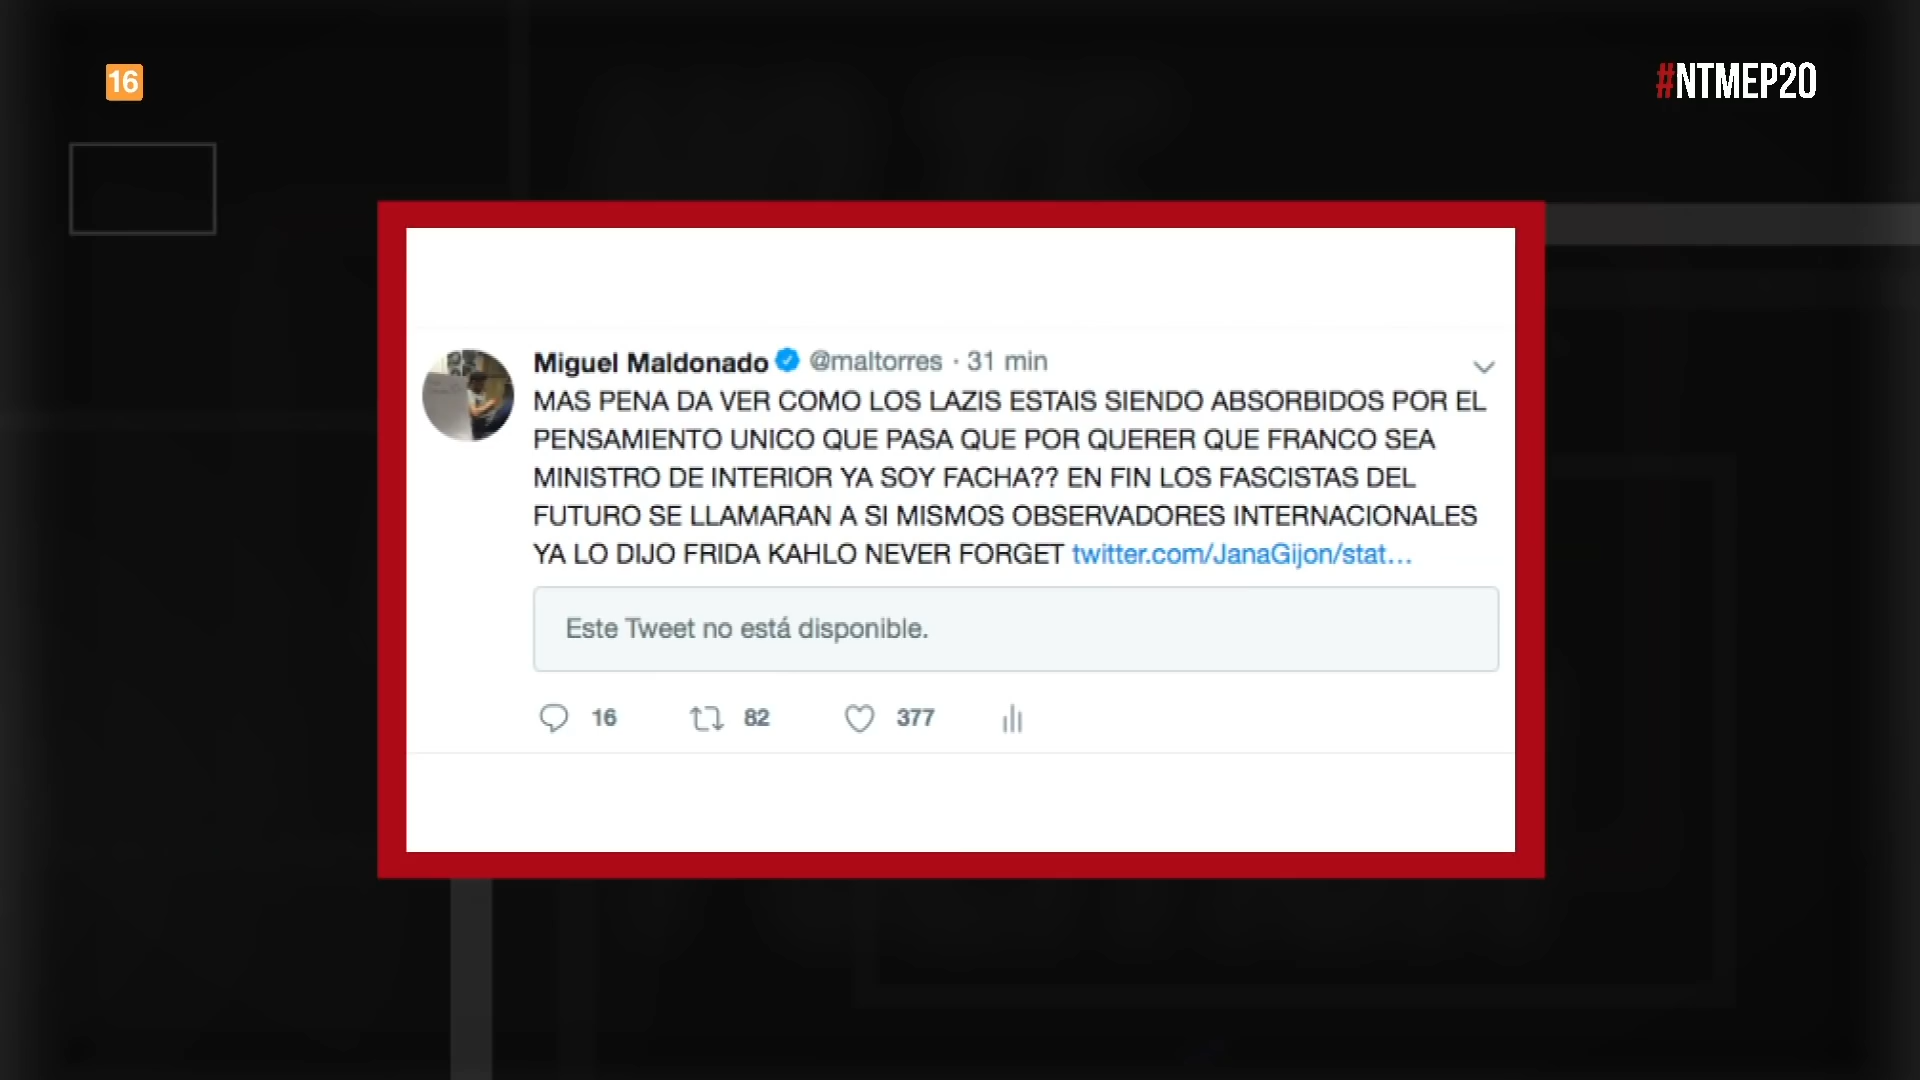 16
#NTMEP20
Miguel Maldonado @maltorres · 31 min
MAS PENA DA VER COMO LOS LAZIS ESTAIS SIENDO ABSORBIDOS POR EL
PENSAMIENTO UNICO QUE PASA QUE POR QUERER QUE FRANCO SEA
MINISTRO DE INTERIOR YA SOY FACHA?? EN FIN LOS FASCISTAS DEL
FUTURO SE LLAMARAN A SI MISMOS OBSERVADORES INTERNACIONALES
YA LO DIJO FRIDA KAHLO NEVER FORGET twitter.com/JanaGijon/stat...
Este Tweet no está disponible.
16 82 377